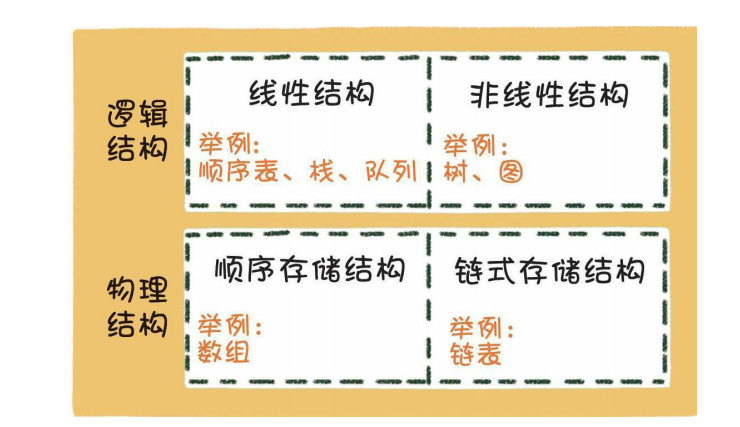 逻辑
结构
线性结构
举例:
顺序表、栈、队列
非线性结构
举例:
树、图
物理
结构
顺序存储结构
举例:
数组
链式存储结构
举例:
链表